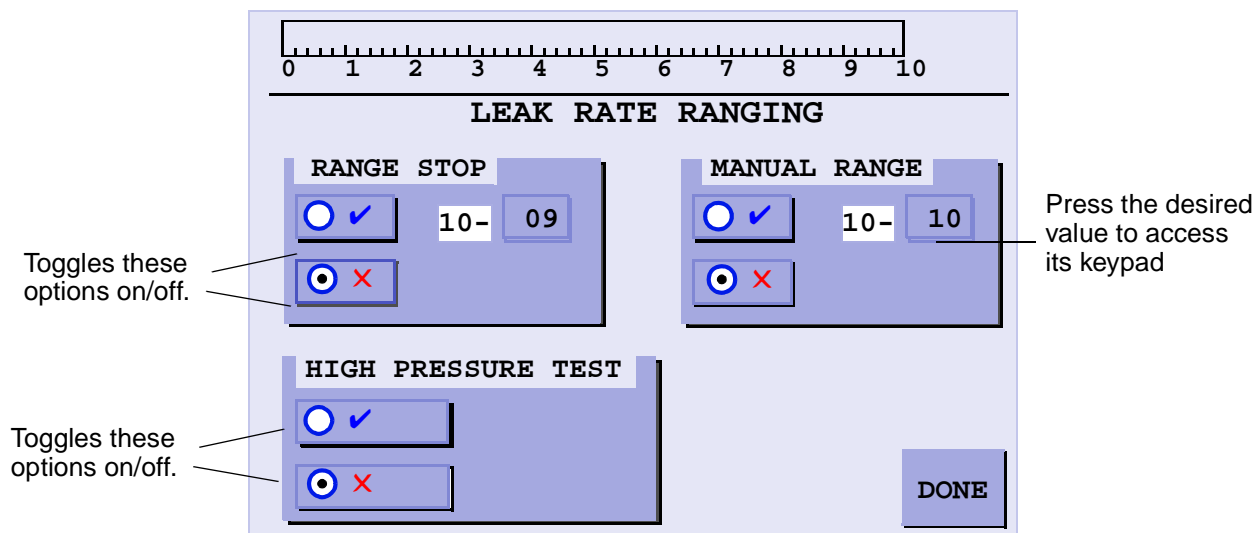 0 1 2 3 4 5 6 7 8 9 10
LEAK RATE RANGING
RANGE STOP
✔ 10- 09
✗
MANUAL RANGE
✔ 10- 10
✗
Press the desired
value to access
its keypad
Toggles these
options on/off.
HIGH PRESSURE TEST
✔
✗
Toggles these
options on/off.
DONE